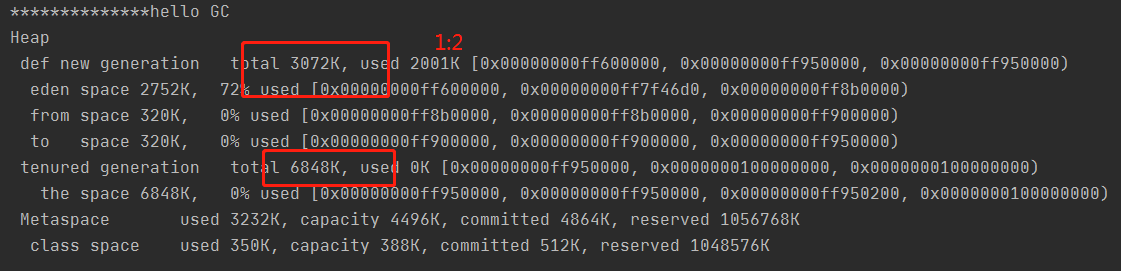 **************hello GC
Heap
1:2
def new generation   total 3072K, used 2001K [0x00000000ff600000, 0x00000000ff950000, 0x00000000ff950000)
eden space 2752K,  72% used [0x00000000ff600000, 0x00000000ff7f46d0, 0x00000000ff8b0000)
from space 320K,   0% used [0x00000000ff8b0000, 0x00000000ff8b0000, 0x00000000ff900000)
to   space 320K,   0% used [0x00000000ff900000, 0x00000000ff900000, 0x00000000ff950000)
tenured generation   total 6848K, used 0K [0x00000000ff950000, 0x0000000100000000, 0x0000000100000000)
the space 6848K,   0% used [0x00000000ff950000, 0x00000000ff950000, 0x00000000ff950200, 0x0000000100000000)
Metaspace       used 3232K, capacity 4496K, committed 4864K, reserved 1056768K
class space    used 350K, capacity 388K, committed 512K, reserved 1048576K